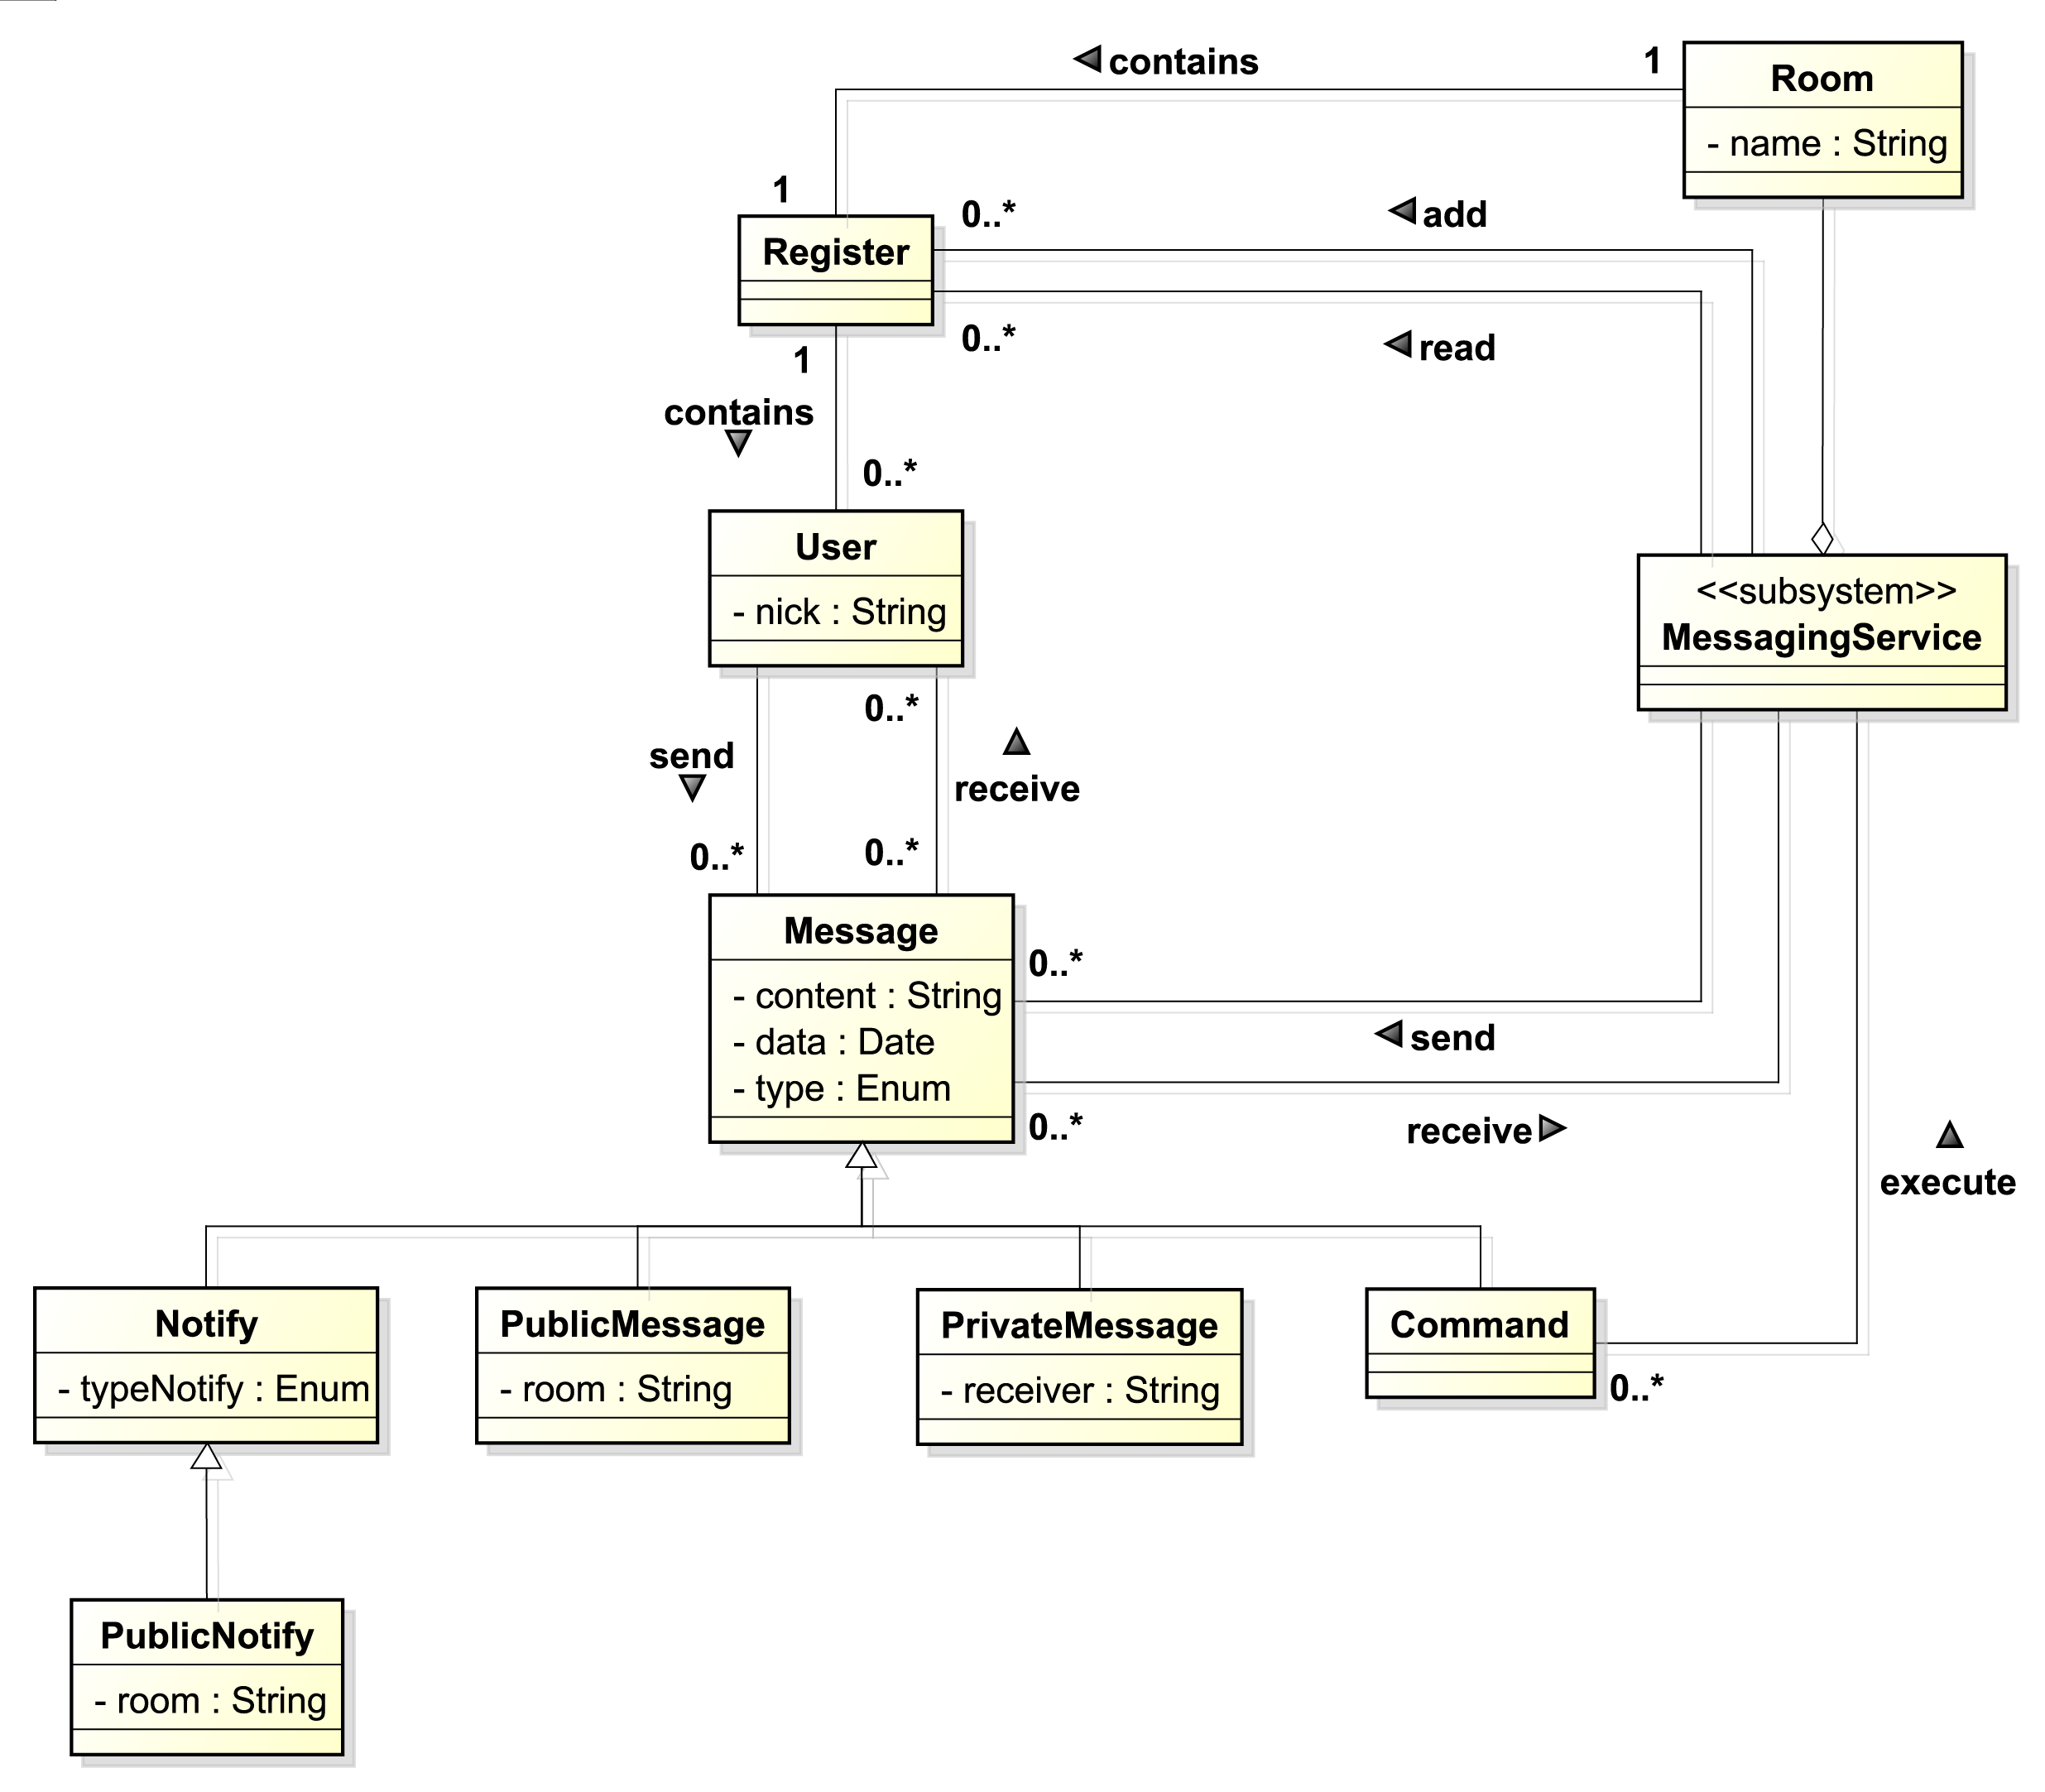 contains
1
Room
- name : String
1
0..*
add
Register
0..*
read
1
contains
0..*
User
- nick : String
<<subsystem>>
MessagingService
0..*
send
receive
0..*
0..*
Message
- content : String
- data : Date
- type : Enum
0..*
send
0..*
receive
execute
Notify
- typeNotify : Enum
PublicMessage
- room : String
PrivateMessage
- receiver : String
Command
0..*
PublicNotify
- room : String